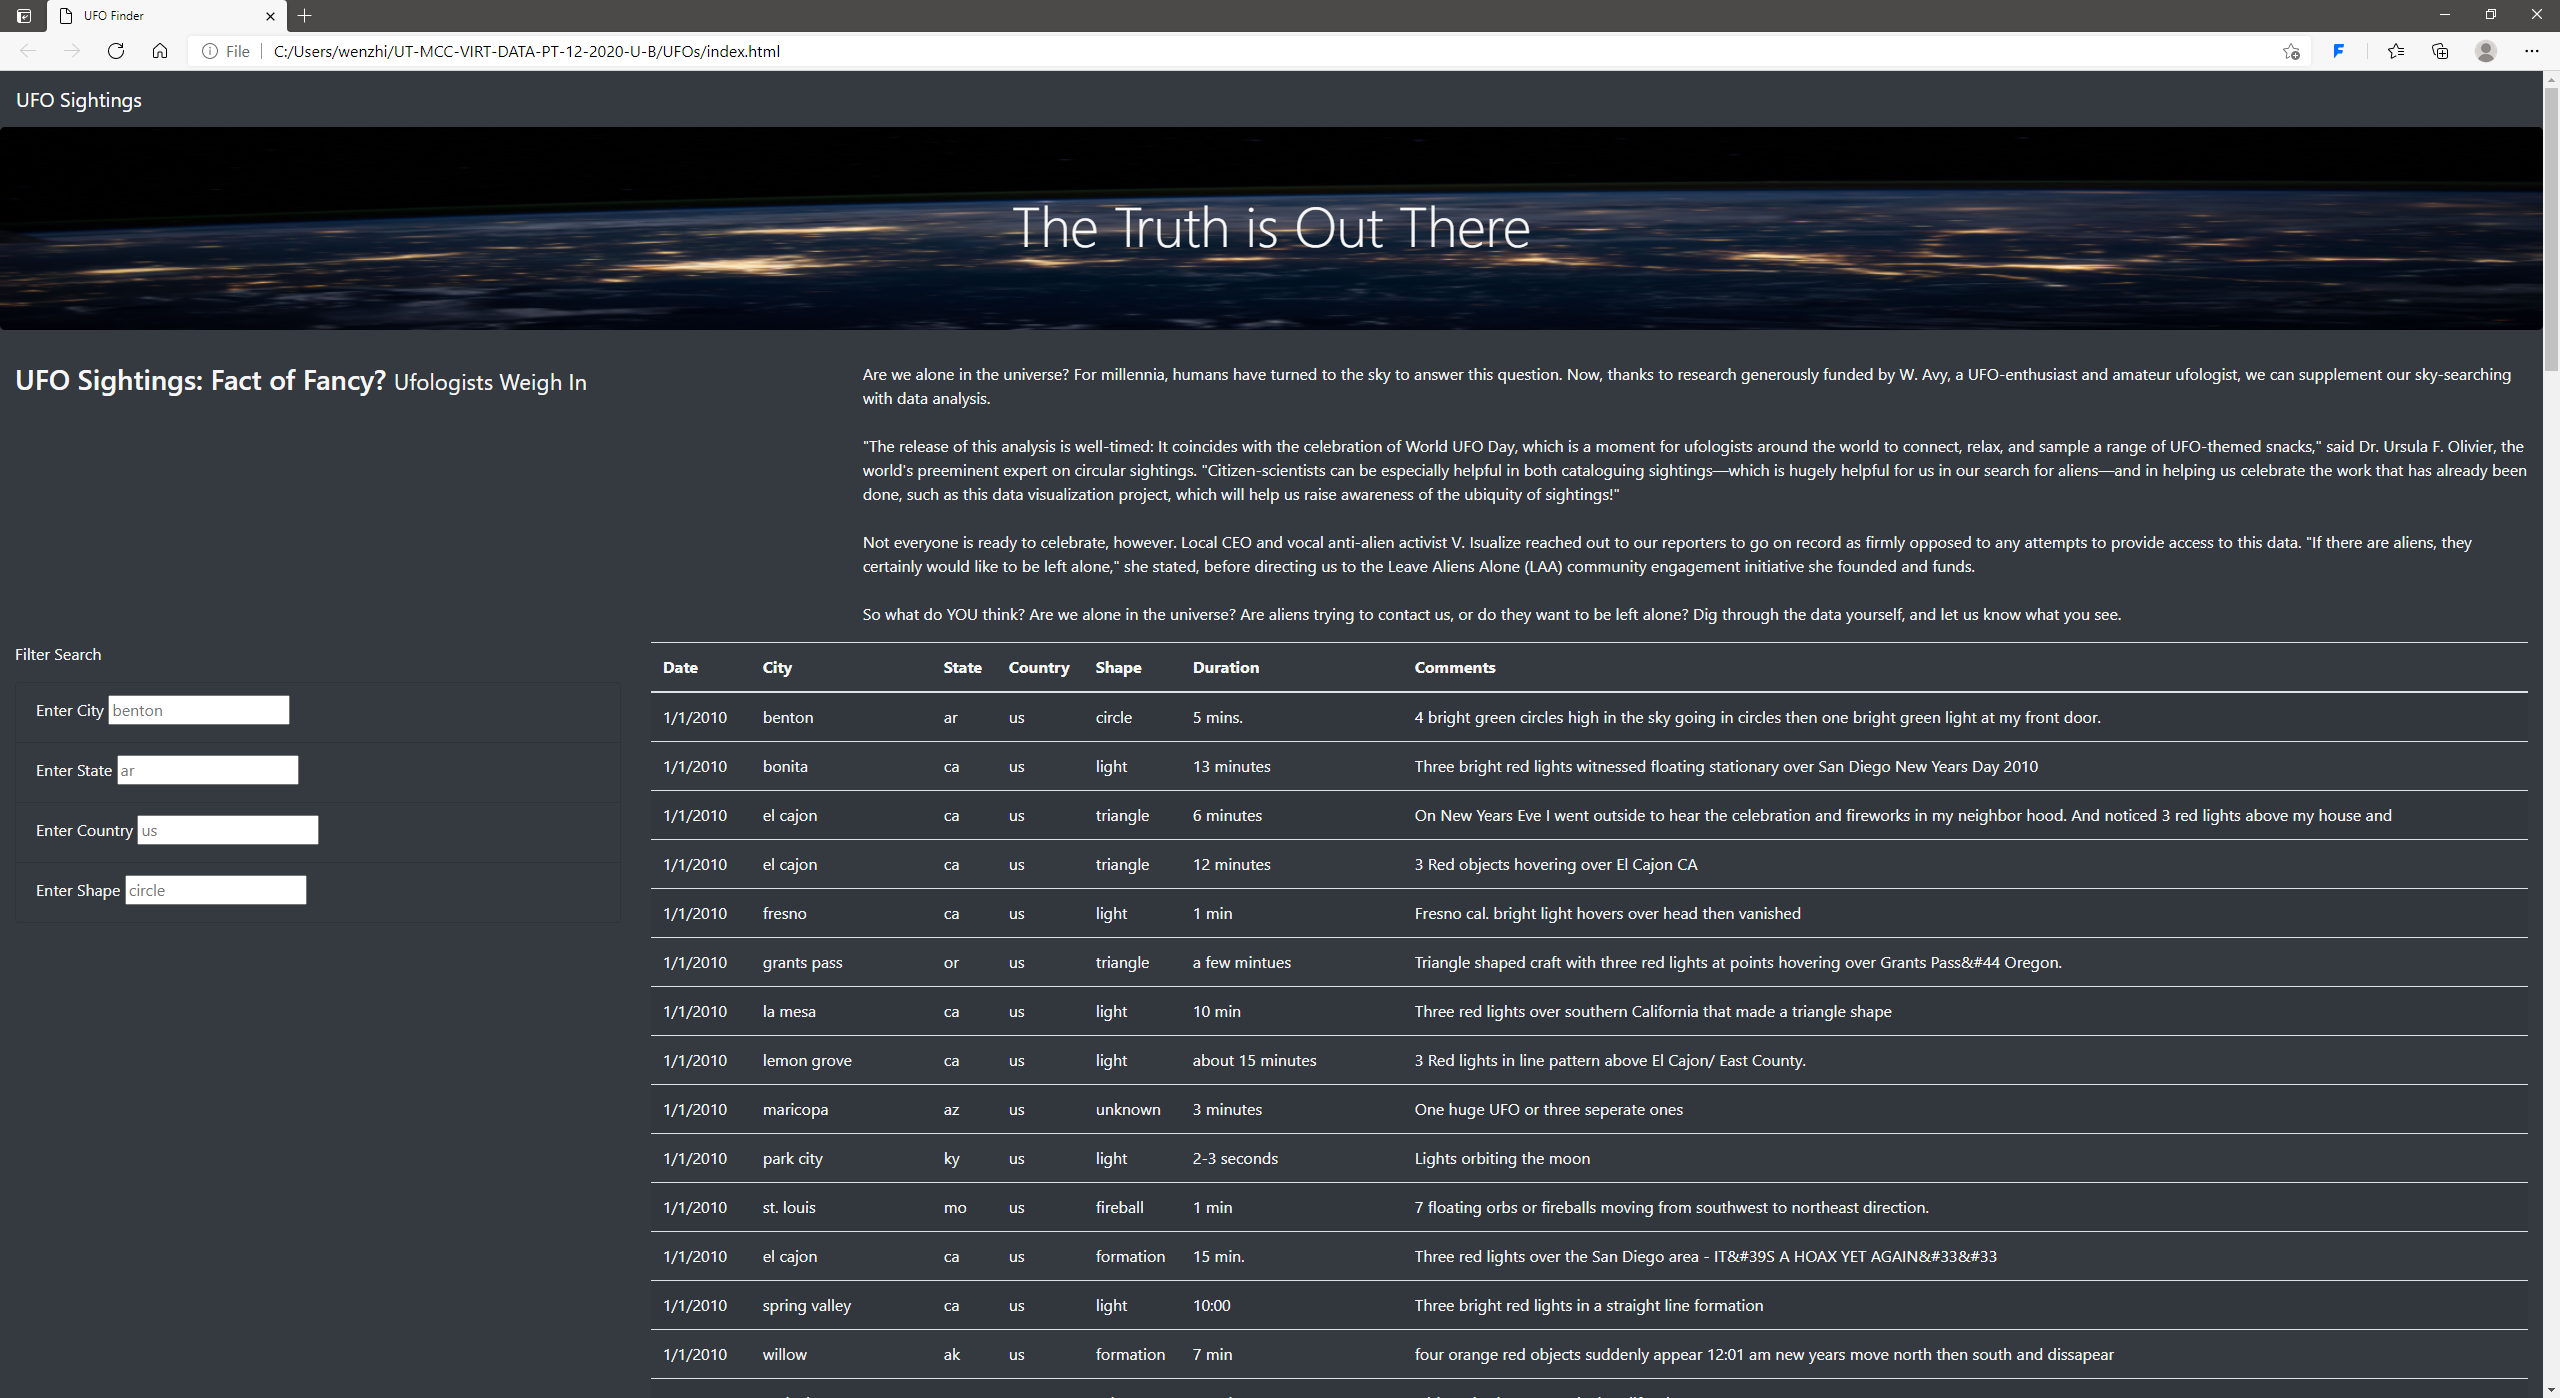 UFO Finder
File
C:/Users/wenzhi/UT-MCC-VIRT-DATA-PT-12-2020-U-B/UFOs/index.html
UFO Sightings
The Truth is Out There
UFO Sightings: Fact of Fancy? Ufologists Weigh In
Are we alone in the universe? For millennia, humans have turned to the sky to answer this question. Now, thanks to research generously funded by W. Avy, a UFO-enthusiast and amateur ufologist, we can supplement our sky-searching
with data analysis.
"The release of this analysis is well-timed: It coincides with the celebration of World UFO Day, which is a moment for ufologists around the world to connect, relax, and sample a range of UFO-themed snacks," said Dr. Ursula F. Olivier, the
world's preeminent expert on circular sightings. "Citizen-scientists can be especially helpful in both cataloguing sightings—which is hugely helpful for us in our search for aliens—and in helping us celebrate the work that has already been
done, such as this data visualization project, which will help us raise awareness of the ubiquity of sightings!"
Not everyone is ready to celebrate, however. Local CEO and vocal anti-alien activist V. Isualize reached out to our reporters to go on record as firmly opposed to any attempts to provide access to this data. "If there are aliens, they
certainly would like to be left alone," she stated, before directing us to the Leave Aliens Alone (LAA) community engagement initiative she founded and funds.
So what do YOU think? Are we alone in the universe? Are aliens trying to contact us, or do they want to be left alone? Dig through the data yourself, and let us know what you see.
Filter Search
Enter City benton
Enter State ar
Enter Country us
Enter Shape circle
Date City State Country Shape Duration Comments
1/1/2010 benton ar us circle 5 mins. 4 bright green circles high in the sky going in circles then one bright green light at my front door.
1/1/2010 bonita ca us light 13 minutes Three bright red lights witnessed floating stationary over San Diego New Years Day 2010
1/1/2010 el cajon ca us triangle 6 minutes On New Years Eve I went outside to hear the celebration and fireworks in my neighbor hood. And noticed 3 red lights above my house and
1/1/2010 el cajon ca us triangle 12 minutes 3 Red objects hovering over El Cajon CA
1/1/2010 fresno ca us light 1 min Fresno cal. bright light hovers over head then vanished
1/1/2010 grants pass or us triangle a few mintues Triangle shaped craft with three red lights at points hovering over Grants Pass&#44 Oregon.
1/1/2010 la mesa ca us light 10 min Three red lights over southern California that made a triangle shape
1/1/2010 lemon grove ca us light about 15 minutes 3 Red lights in line pattern above El Cajon/ East County.
1/1/2010 maricopa az us unknown 3 minutes One huge UFO or three seperate ones
1/1/2010 park city ky us light 2-3 seconds Lights orbiting the moon
1/1/2010 st. louis mo us fireball 1 min 7 floating orbs or fireballs moving from southwest to northeast direction.
1/1/2010 el cajon ca us formation 15 min. Three red lights over the San Diego area - IT&#39S A HOAX YET AGAIN&#33&#33
1/1/2010 spring valley ca us light 10:00 Three bright red lights in a straight line formation
1/1/2010 willow ak us formation 7 min four orange red objects suddenly appear 12:01 am new years move north then south and dissapear